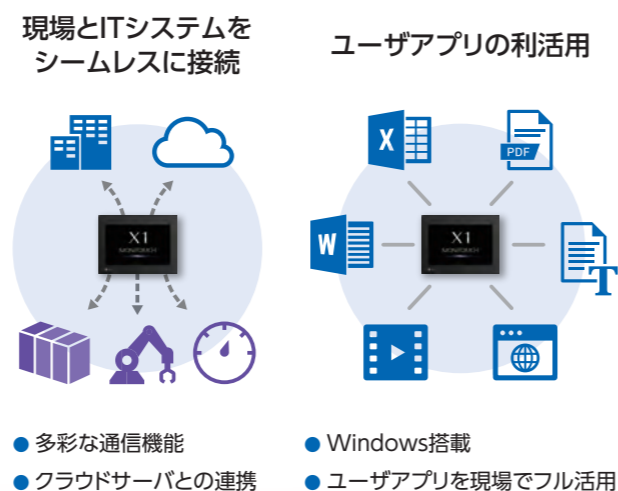 現場とITシステムを
シームレスに接続
X1
MONITOUCH
● 多彩な通信機能
● クラウドサーバとの連携
ユーザアプリの利活用
X
PDF
W
X1
MONITOUCH
T
● Windows搭載
● ユーザアプリを現場でフル活用